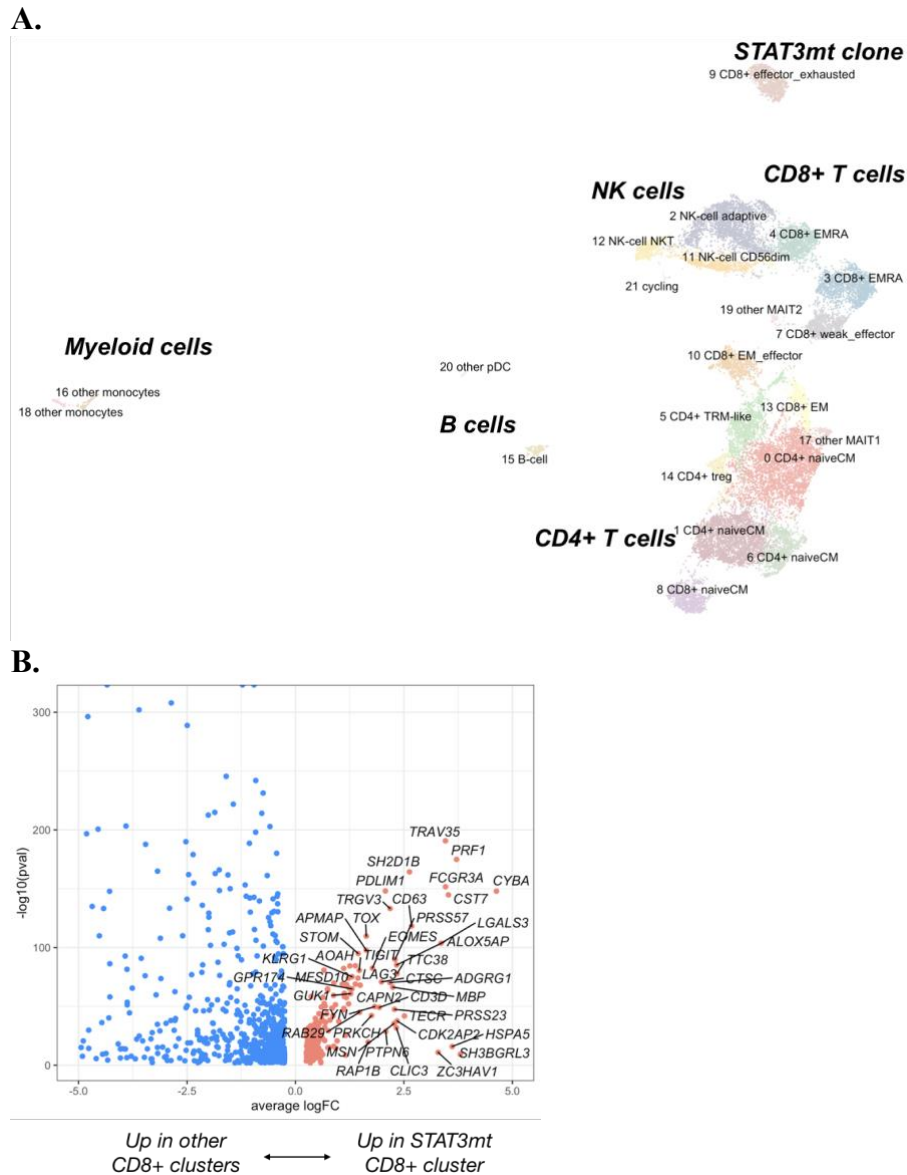 A.
STAT3mt clone
9 CD8+ effector_exhausted
CD8+ T cells
NK cells
2 NK-cell adaptive
4 CD8+ EMRA
12 NK-cell NKT
11 NK-cell CD56dim
21 cycling
3 CD8+ EMRA
19 other MAIT2
7 CD8+ weak_effector
Myeloid cells
10 CD8+ EM_effector
20 other pDC
16 other monocytes
18 other monocytes
13 CD8+ EM
5 CD4+ TRM-like
B cells
17 other MAIT1
15 B-cell
0 CD4+ naiveCM
14 CD4+ treg
CD4+ T cells
1 CD4+ naiveCM
6 CD4+ naiveCM
8 CD8+ naiveCM
B.
300
200
100
0
-log10(pval)
TRAV35
PRF1
SH2D1B
FCGR3A
CYBA
PDLIM1
CST7
TRGV3 CD63
APMAP TOX PRSS57
LGALS3
STOM EOMES ALOX5AP
KLRG1 AOAH TIGIT TTC38
GPR174 MESD10 LAG3 CTSC ADGRG1
GUK1 CAPN2 CD3D MBP
FYN TECR PRSS23
RAB29 PRKCH CDK2AP2 HSPA5
MSN PTPN6 SH3BGRL3
RAP1B CLIC3 ZC3HAV1
-5.0 -2.5 0.0 2.5 5.0
average logFC
Up in other Up in STAT3mt
CD8+ clusters CD8+ cluster